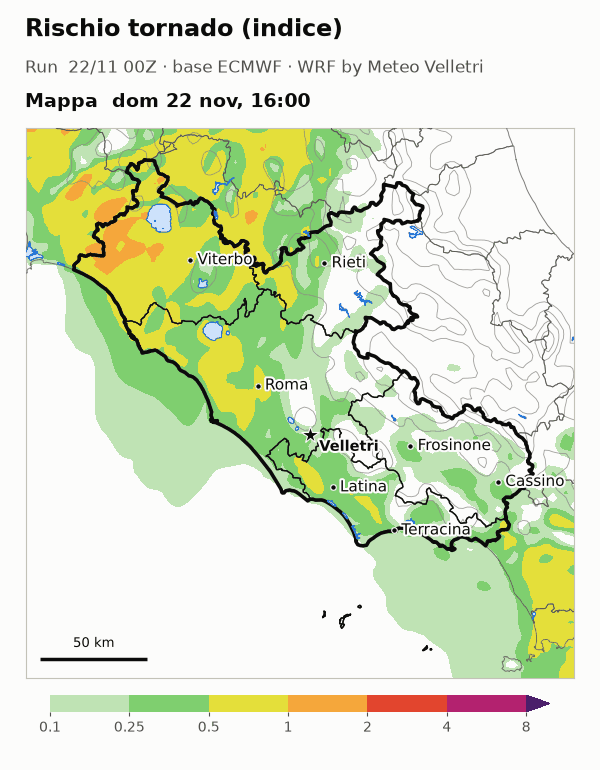 Rischio tornado (indice)
Run  22/11 00Z · base ECMWF · WRF by Meteo Velletri
Mappa  dom 22 nov, 16:00
Viterbo
Rieti
Roma
Velletri
Frosinone
Cassino
Latina
Terracina
50 km
0.1 0.25 0.5 1 2 4 8